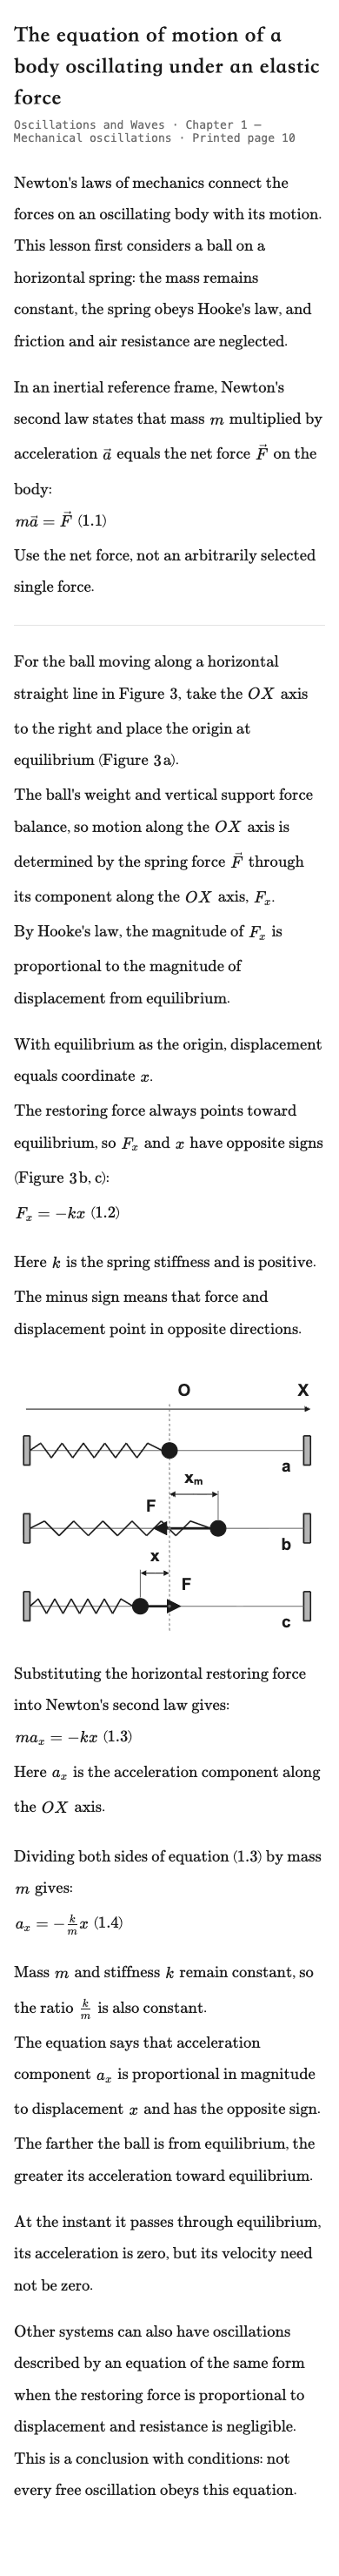 The equation of motion of a
body oscillating under an elastic
force
Oscillations and Waves · Chapter 1 —
Mechanical oscillations · Printed page 10
Newton's laws of mechanics connect the
forces on an oscillating body with its motion.
This lesson first considers a ball on a
horizontal spring: the mass remains
constant, the spring obeys Hooke's law, and
friction and air resistance are neglected.
In an inertial reference frame, Newton's
second law states that mass m multiplied by
acceleration a⃗ equals the net force F⃗ on the
body:
ma⃗ = F⃗ (1.1)
Use the net force, not an arbitrarily selected
single force.
For the ball moving along a horizontal
straight line in Figure 3, take the OX axis
to the right and place the origin at
equilibrium (Figure 3a).
The ball's weight and vertical support force
balance, so motion along the OX axis is
determined by the spring force F⃗ through
its component along the OX axis, Fₓ.
By Hooke's law, the magnitude of Fₓ is
proportional to the magnitude of
displacement from equilibrium.
With equilibrium as the origin, displacement
equals coordinate x.
The restoring force always points toward
equilibrium, so Fₓ and x have opposite signs
(Figure 3b, c):
Fₓ = −kx (1.2)
Here k is the spring stiffness and is positive.
The minus sign means that force and
displacement point in opposite directions.
O X
a
xm
F
b
x
F
c
Substituting the horizontal restoring force
into Newton's second law gives:
maₓ = −kx (1.3)
Here aₓ is the acceleration component along
the OX axis.
Dividing both sides of equation (1.3) by mass
m gives:
aₓ = −k/m x (1.4)
Mass m and stiffness k remain constant, so
the ratio k/m is also constant.
The equation says that acceleration
component aₓ is proportional in magnitude
to displacement x and has the opposite sign.
The farther the ball is from equilibrium, the
greater its acceleration toward equilibrium.
At the instant it passes through equilibrium,
its acceleration is zero, but its velocity need
not be zero.
Other systems can also have oscillations
described by an equation of the same form
when the restoring force is proportional to
displacement and resistance is negligible.
This is a conclusion with conditions: not
every free oscillation obeys this equation.